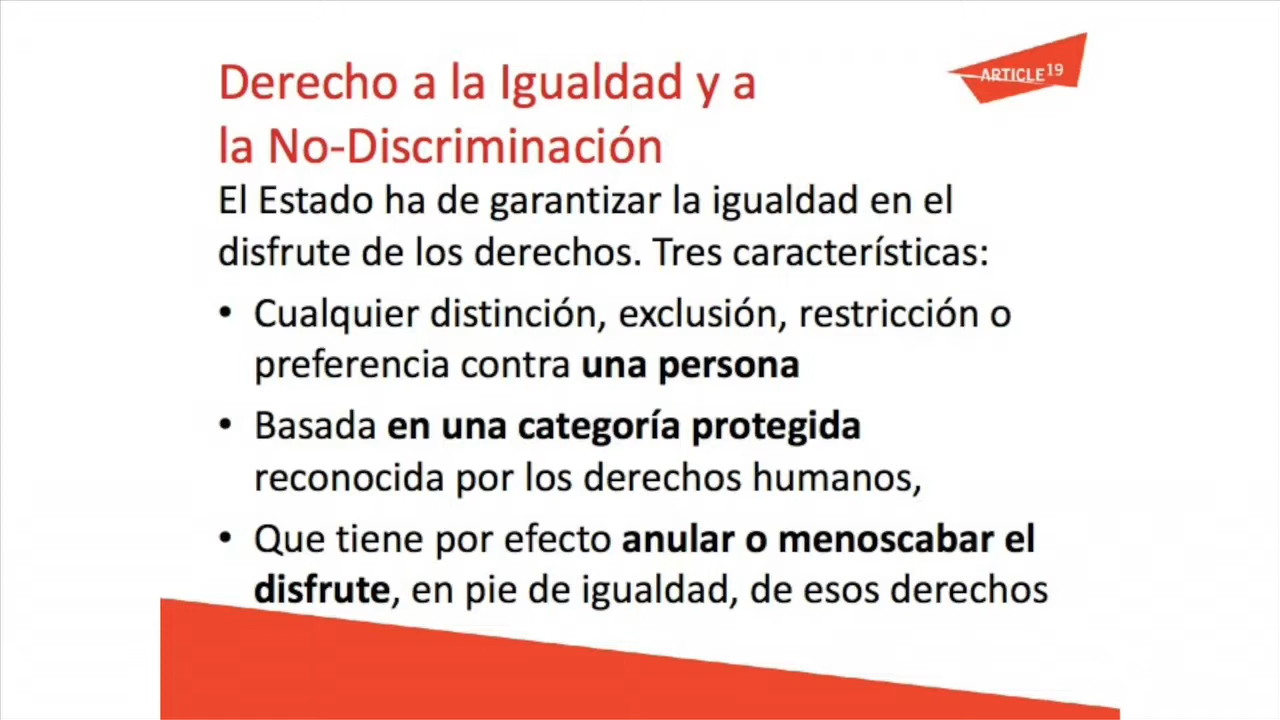 Derecho a la Igualdad y a
la No-Discriminación
ARTICLE 19
El Estado ha de garantizar la igualdad en el
disfrute de los derechos. Tres características:
• Cualquier distinción, exclusión, restricción o
preferencia contra una persona
• Basada en una categoría protegida
reconocida por los derechos humanos,
• Que tiene por efecto anular o menoscabar el
disfrute, en pie de igualdad, de esos derechos